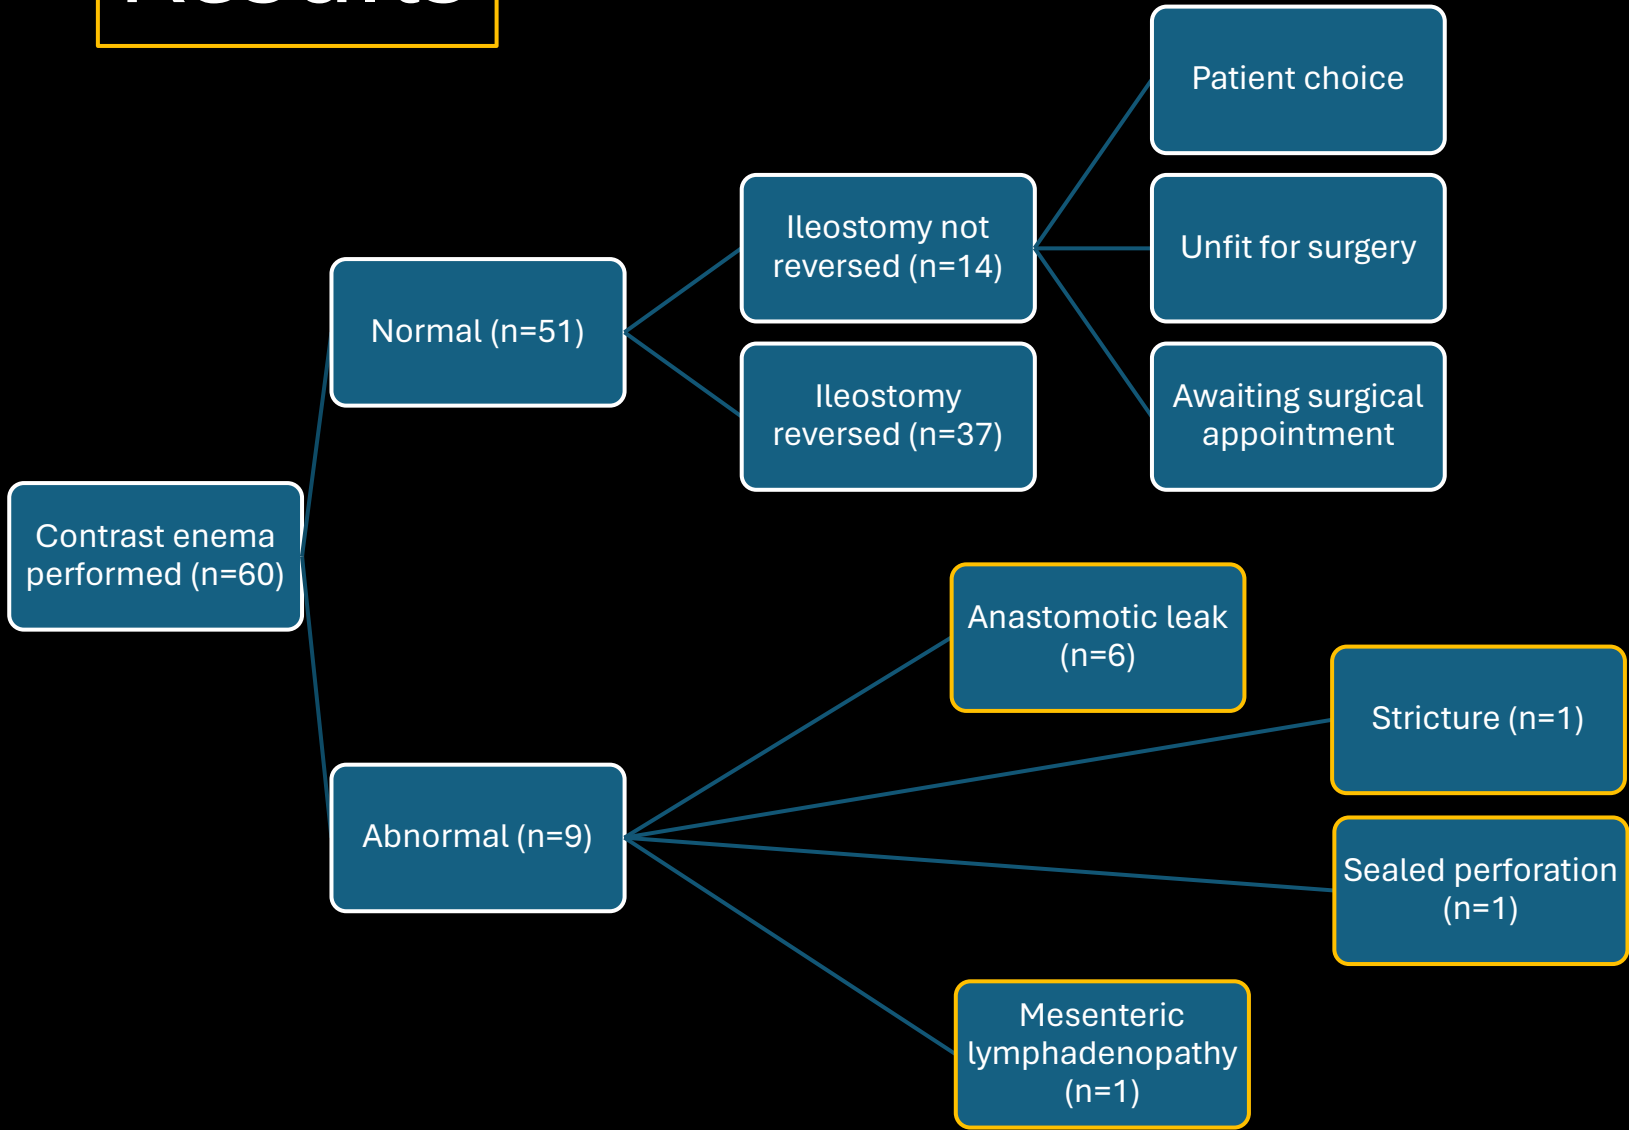 Results
Contrast enema
performed (n=60)
Normal (n=51)
Ileostomy not
reversed (n=14)
Ileostomy
reversed (n=37)
Patient choice
Unfit for surgery
Awaiting surgical
appointment
Abnormal (n=9)
Anastomotic leak
(n=6)
Stricture (n=1)
Sealed perforation
(n=1)
Mesenteric
lymphadenopathy
(n=1)